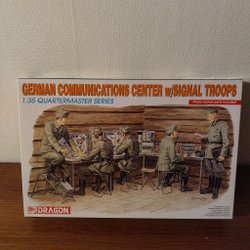 GERMAN COMMUNICATIONS CENTER w/SIGNAL TROOPS
1:35 QUARTERMASTER SERIES
DRAGON